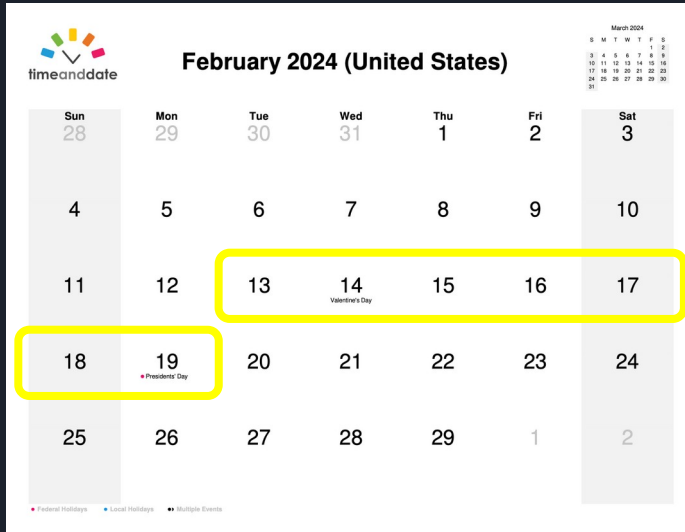 timeanddate
February 2024 (United States)
March 2024
S M T W T F S
1 2
3 4 5 6 7 8 9
10 11 12 13 14 15 16
17 18 19 20 21 22 23
24 25 26 27 28 29 30
31
Sun Mon Tue Wed Thu Fri Sat
28 29 30 31 1 2 3
4 5 6 7 8 9 10
11 12 13 14 15 16 17
Valentine's Day
18 19 20 21 22 23 24
Presidents' Day
25 26 27 28 29 1 2
Federal Holidays Local Holidays Multiple Events